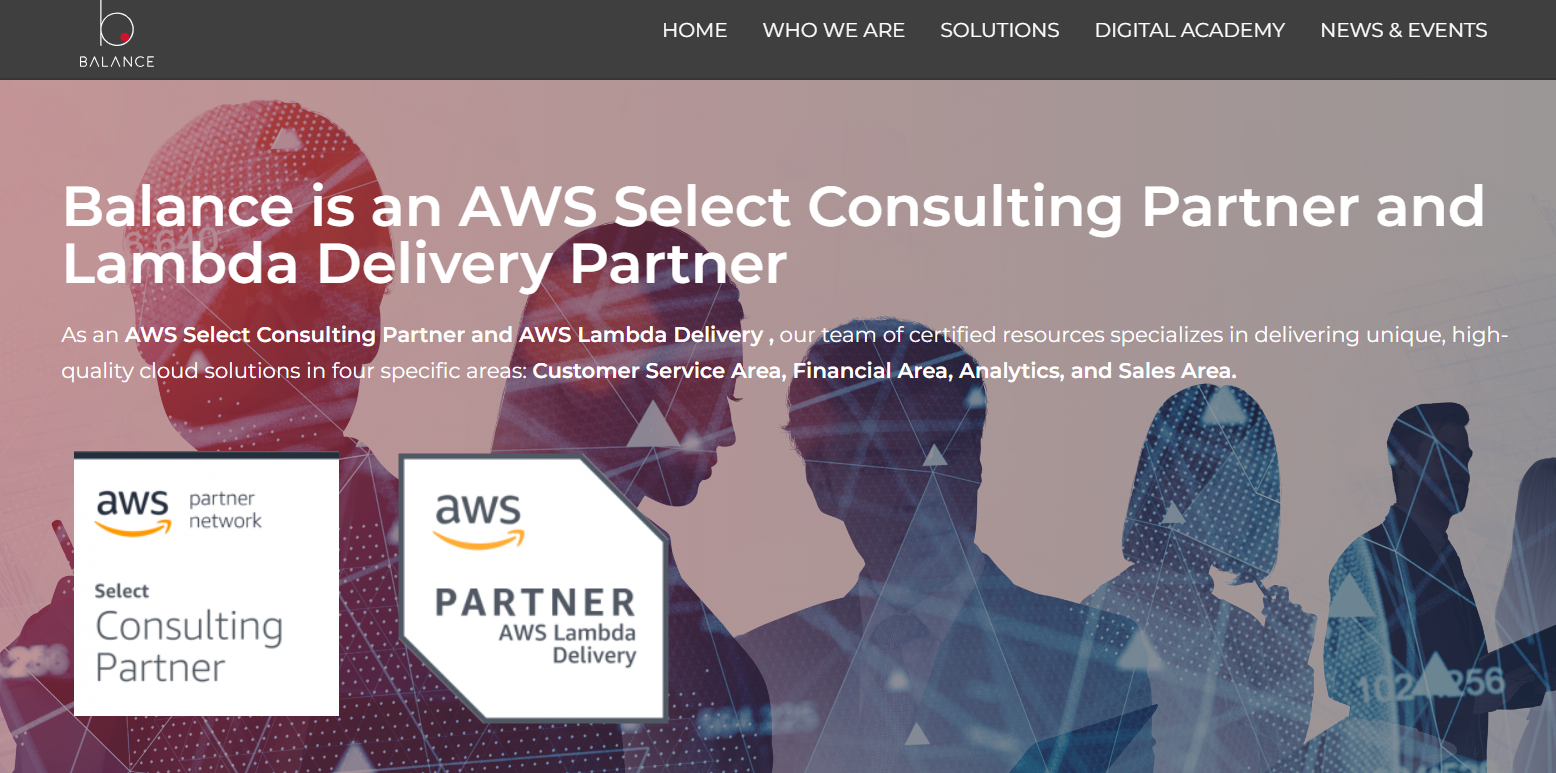 BALANCE
HOME WHO WE ARE SOLUTIONS DIGITAL ACADEMY NEWS & EVENTS
Balance is an AWS Select Consulting Partner and
Lambda Delivery Partner
As an AWS Select Consulting Partner and AWS Lambda Delivery , our team of certified resources specializes in delivering unique, high-
quality cloud solutions in four specific areas: Customer Service Area, Financial Area, Analytics, and Sales Area.
aws partner
network
Select
Consulting
Partner
aws
PARTNER
AWS Lambda
Delivery